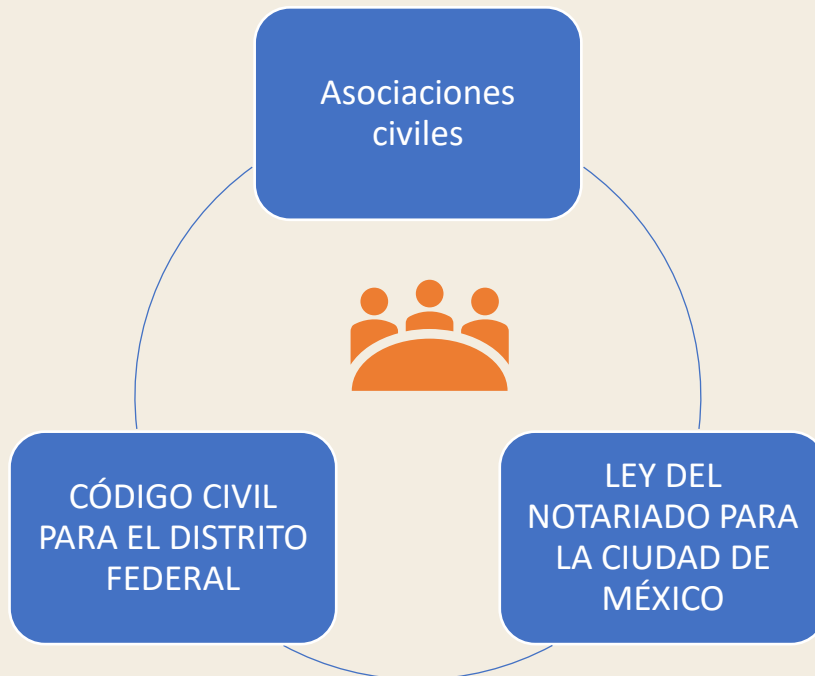 Asociaciones
civiles
CÓDIGO CIVIL
PARA EL DISTRITO
FEDERAL
LEY DEL
NOTARIADO PARA
LA CIUDAD DE
MÉXICO